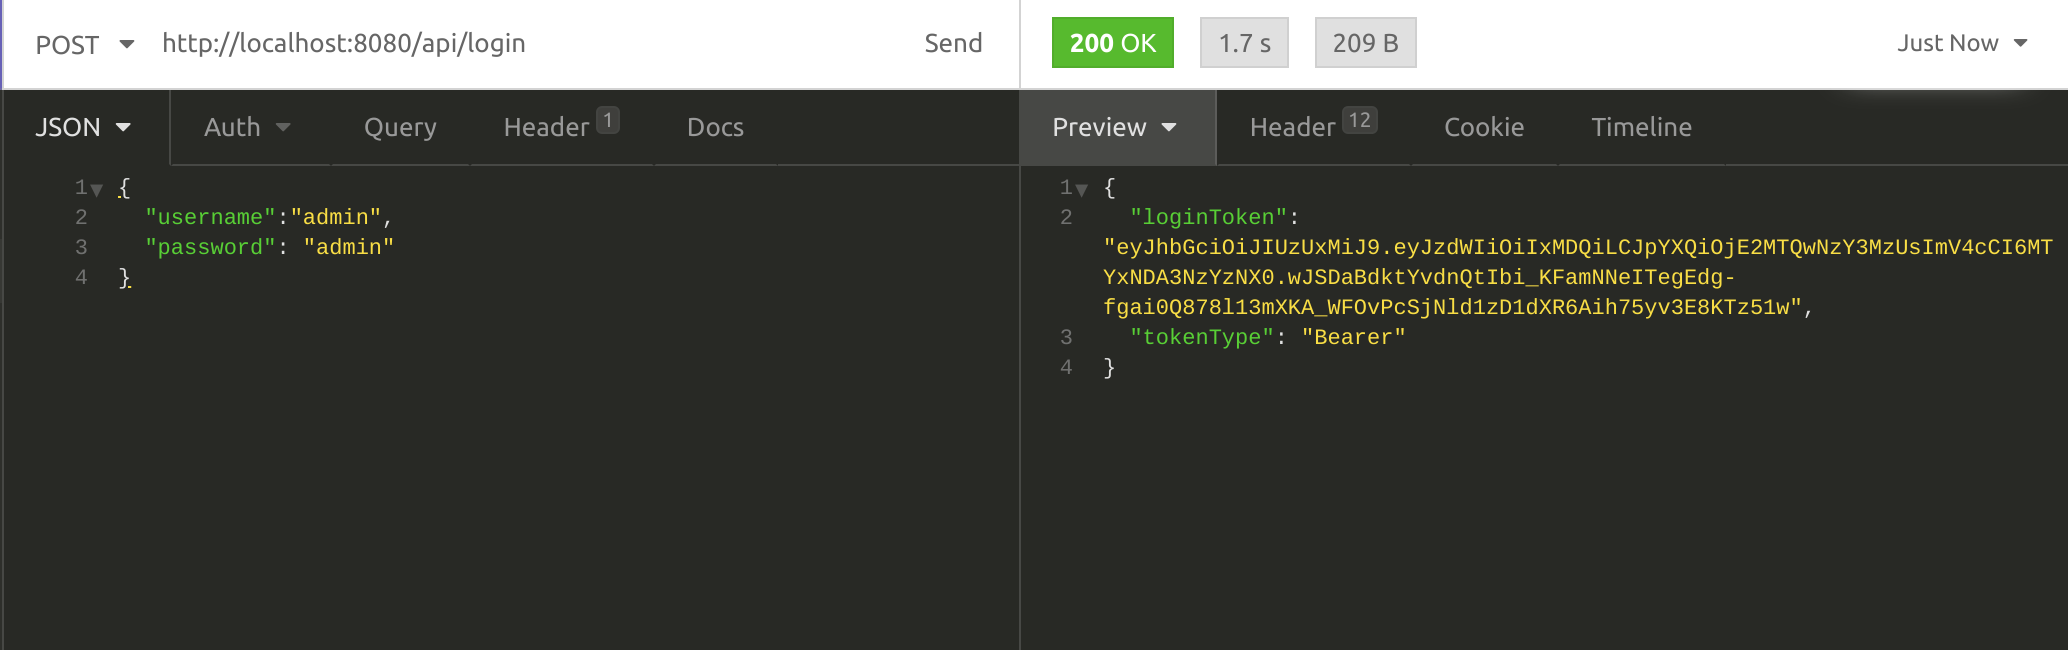 POST http://localhost:8080/api/login Send
200 OK 1.7 s 209 B Just Now
JSON Auth Query Header 1 Docs
Preview Header 12 Cookie Timeline
1 {
2 "username":"admin",
3 "password": "admin"
4 }
1 {
2 "loginToken":
"eyJhbGciOiJIUzUxMiJ9.eyJzdWIiOiIxMDQiLCJpYXQiOjE2MTQwNzY3MzUsImV4cCI6MT
YxNDA3NzYzNX0.wJSDaBdktYvdnQtIbi_KFamNNeITegEdg-
fgai0Q878l13mXKA_WFOvPcSjNld1zD1dXR6Aih75yv3E8KTz51w",
3 "tokenType": "Bearer"
4 }